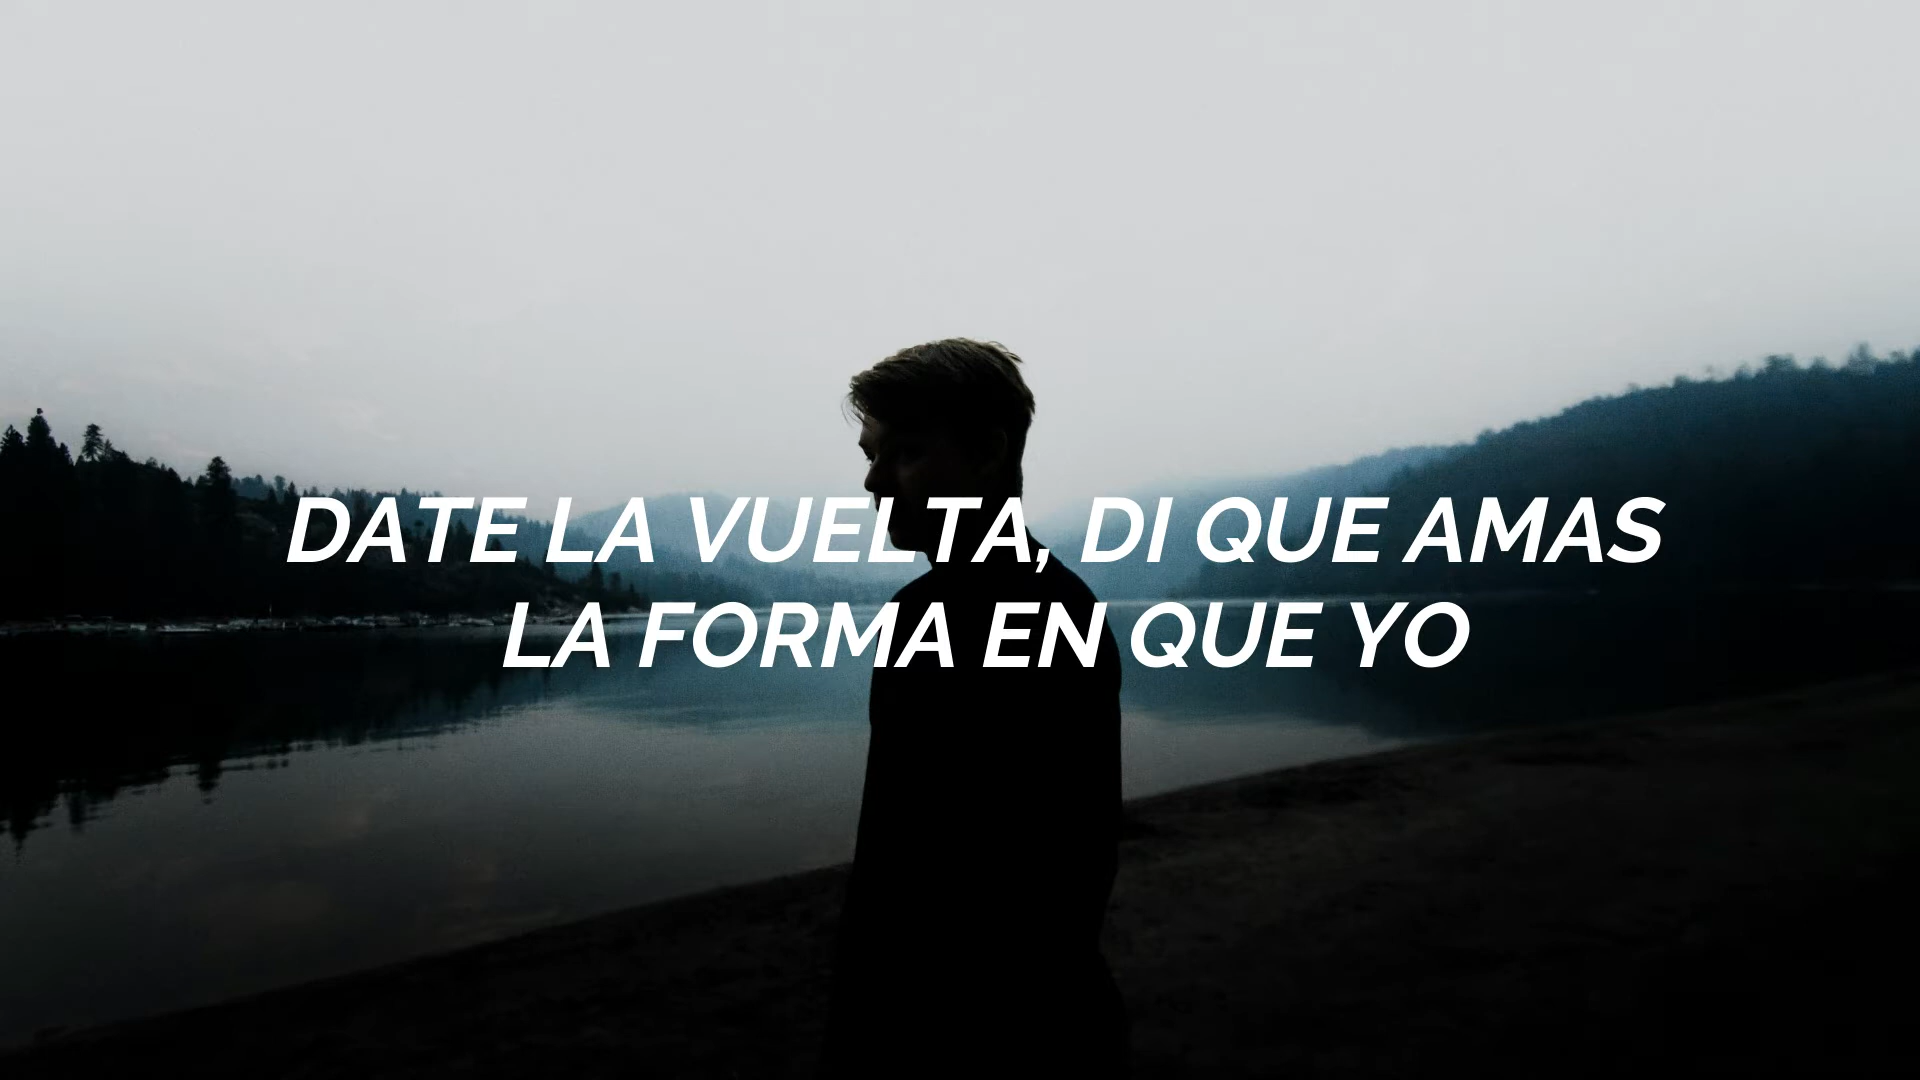 DATE LA VUELTA, DI QUE AMAS
LA FORMA EN QUE YO